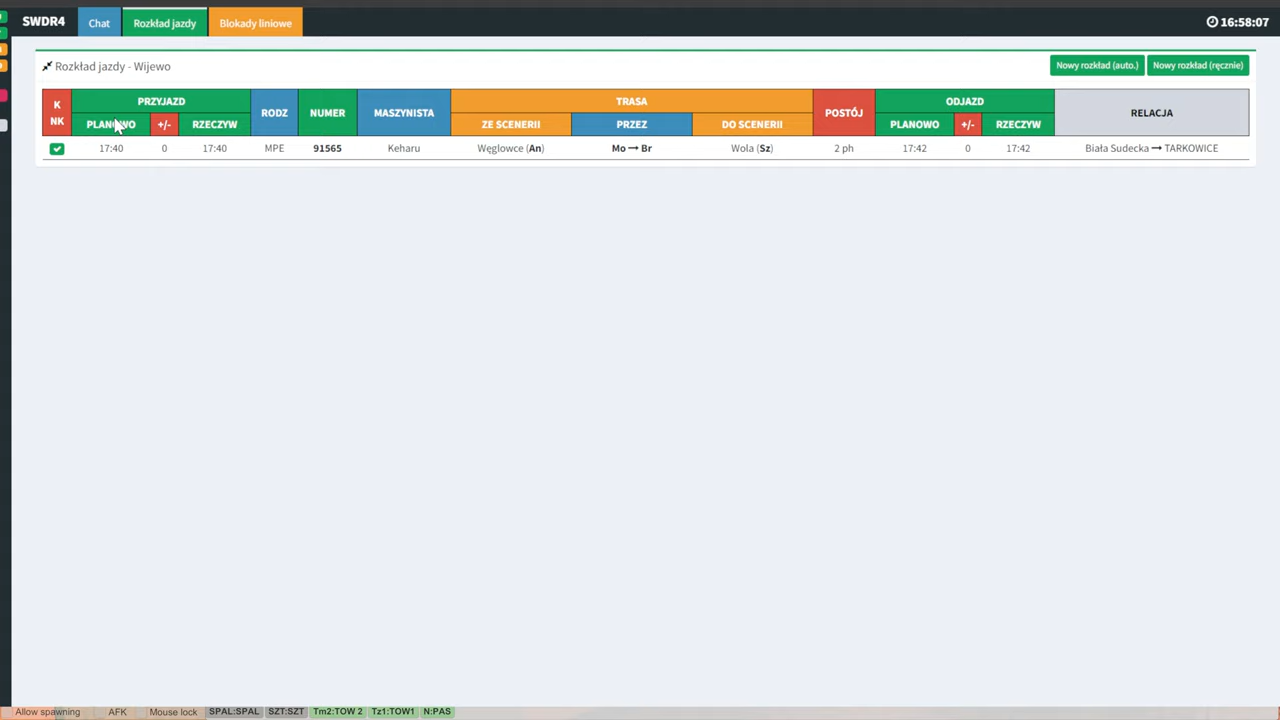 SWDR4 Chat Rozkład jazdy Blokady liniowe 16:58:07
Rozkład jazdy - Wijewo Nowy rozkład (auto.) Nowy rozkład (ręcznie)
K NK PRZYJAZD RODZ NUMER MASZYNISTA TRASA POSTÓJ ODJAZD RELACJA
PLANOWO +/- RZECZYW ZE SCENERII PRZEZ DO SCENERII PLANOWO +/- RZECZYW
17:40 0 17:40 MPE 91565 Keharu Węglowce (An) Mo → Br Wola (Sz) 2 ph 17:42 0 17:42 Biała Sudecka → TARKOWICE
Allow spawning AFK Mouse lock SPAL:SPAL SZT:SZT Tm2:TOW 2 Tz1:TOW1 N:PAS